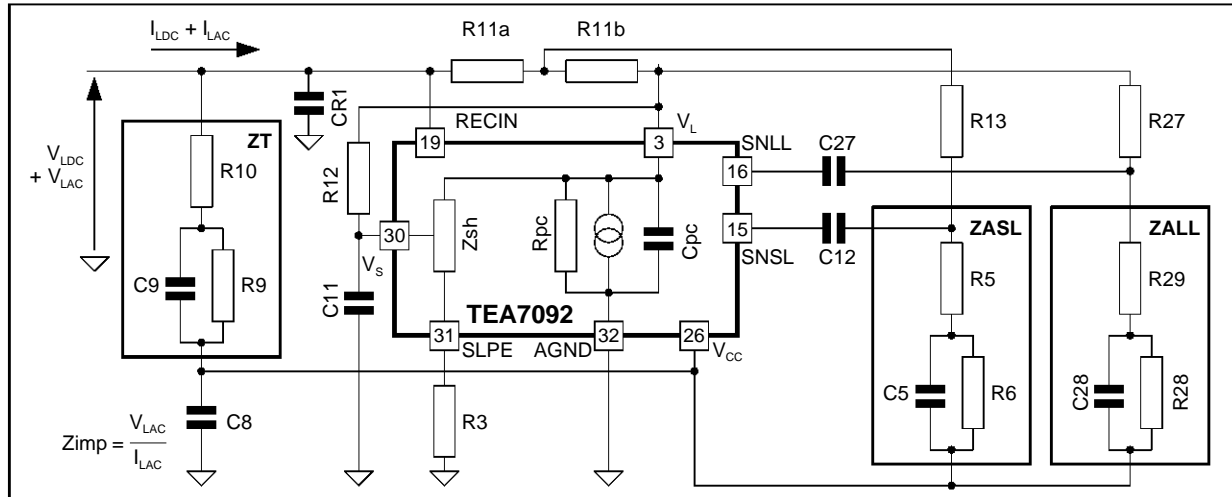 I_LDC + I_LAC
R11a
R11b
V_LDC
+ V_LAC
CR1
RECIN
19
V_L
3
SNLL
16
C27
R13
R27
ZT
R10
R12
Zsh
Rpc
Cpc
15
SNSL
C12
ZASL
ZALL
30
V_S
C9
R9
C11
TEA7092
R5
R29
31
SLPE
AGND
32
26
V_CC
C5
R6
C28
R28
C8
R3
Zimp = V_LAC
I_LAC